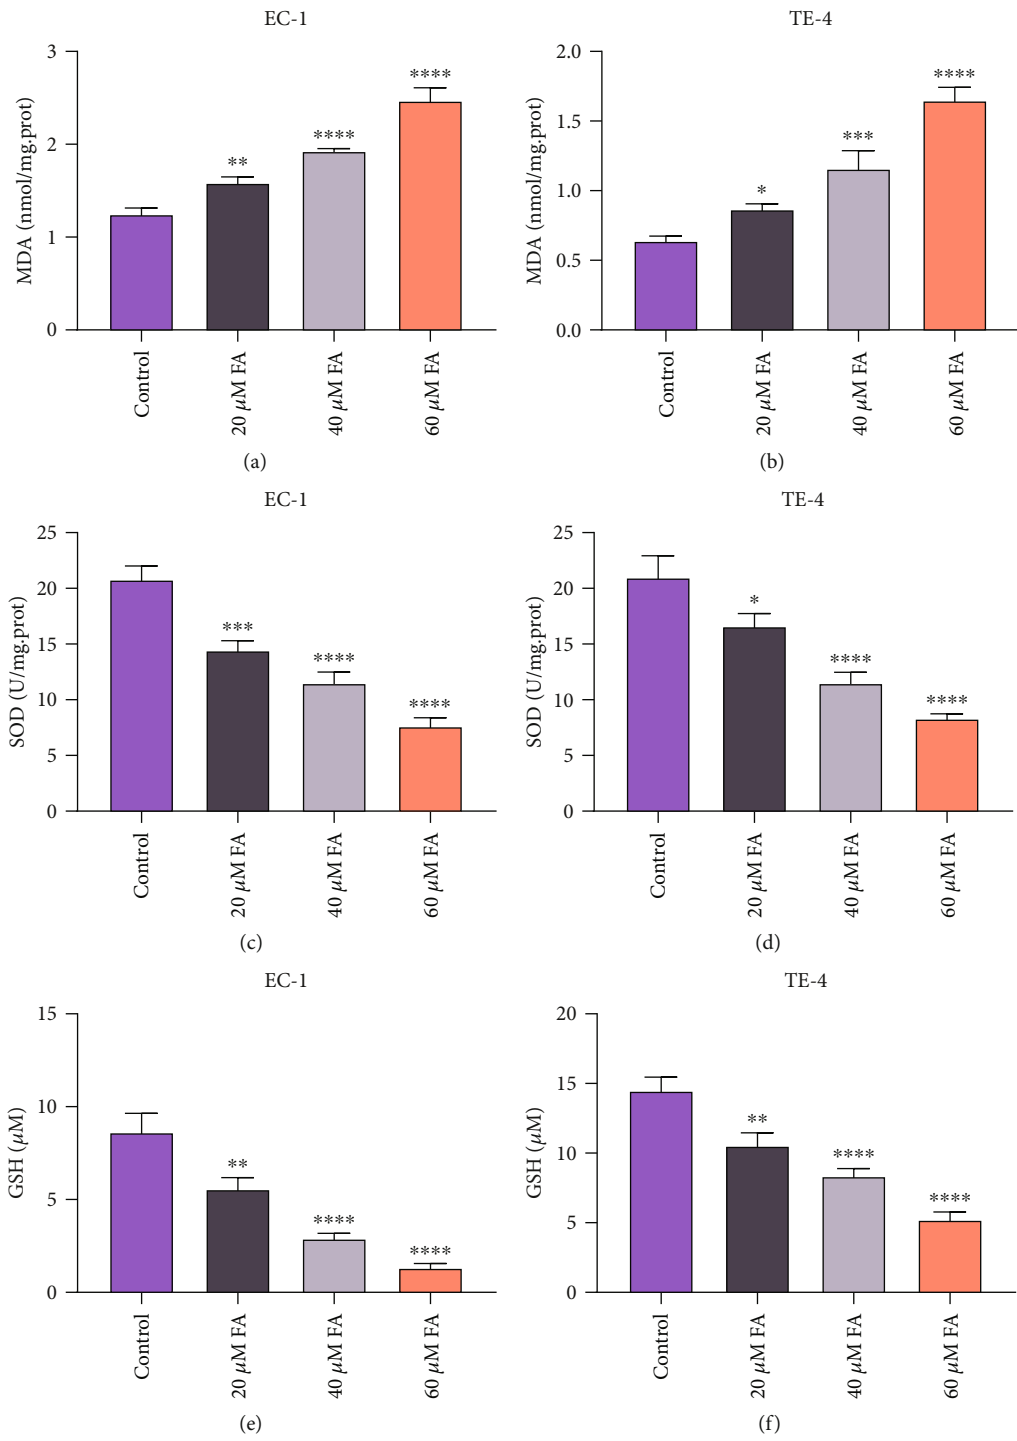 EC-1
MDA (nmol/mg.prot)
3
2
1
0
**
****
****
Control
20 μM FA
40 μM FA
60 μM FA
(a)
TE-4
MDA (nmol/mg.prot)
2.0
1.5
1.0
0.5
0.0
*
***
****
Control
20 μM FA
40 μM FA
60 μM FA
(b)
EC-1
SOD (U/mg.prot)
25
20
15
10
5
0
***
****
****
Control
20 μM FA
40 μM FA
60 μM FA
(c)
TE-4
SOD (U/mg.prot)
25
20
15
10
5
0
*
****
****
Control
20 μM FA
40 μM FA
60 μM FA
(d)
EC-1
GSH (μM)
15
10
5
0
**
****
****
Control
20 μM FA
40 μM FA
60 μM FA
(e)
TE-4
GSH (μM)
20
15
10
5
0
**
****
****
Control
20 μM FA
40 μM FA
60 μM FA
(f)